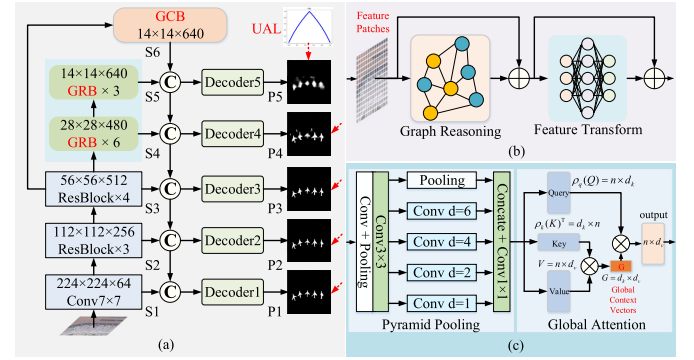 GCB
14×14×640
UAL
S6
14×14×640
GRB × 3
S5
C
Decoder5
P5
28×28×480
GRB × 6
S4
C
Decoder4
P4
56×56×512
ResBlock×4
S3
C
Decoder3
P3
112×112×256
ResBlock×3
S2
C
Decoder2
P2
224×224×64
Conv7×7
S1
C
Decoder1
P1
(a)
Feature
Patches
Graph Reasoning
Feature Transform
(b)
Conv + Pooling
Conv3×3
Pooling
Conv d=6
Conv d=4
Conv d=2
Conv d=1
Concate + Conv1×1
Pyramid Pooling
Query
ρq(Q) = n × dk
ρk(K)ᵀ = dk × n
Key
V = n × dv
Value
G
G = dk × dv
Global
Context
Vectors
output
n × dv
Global Attention
(c)